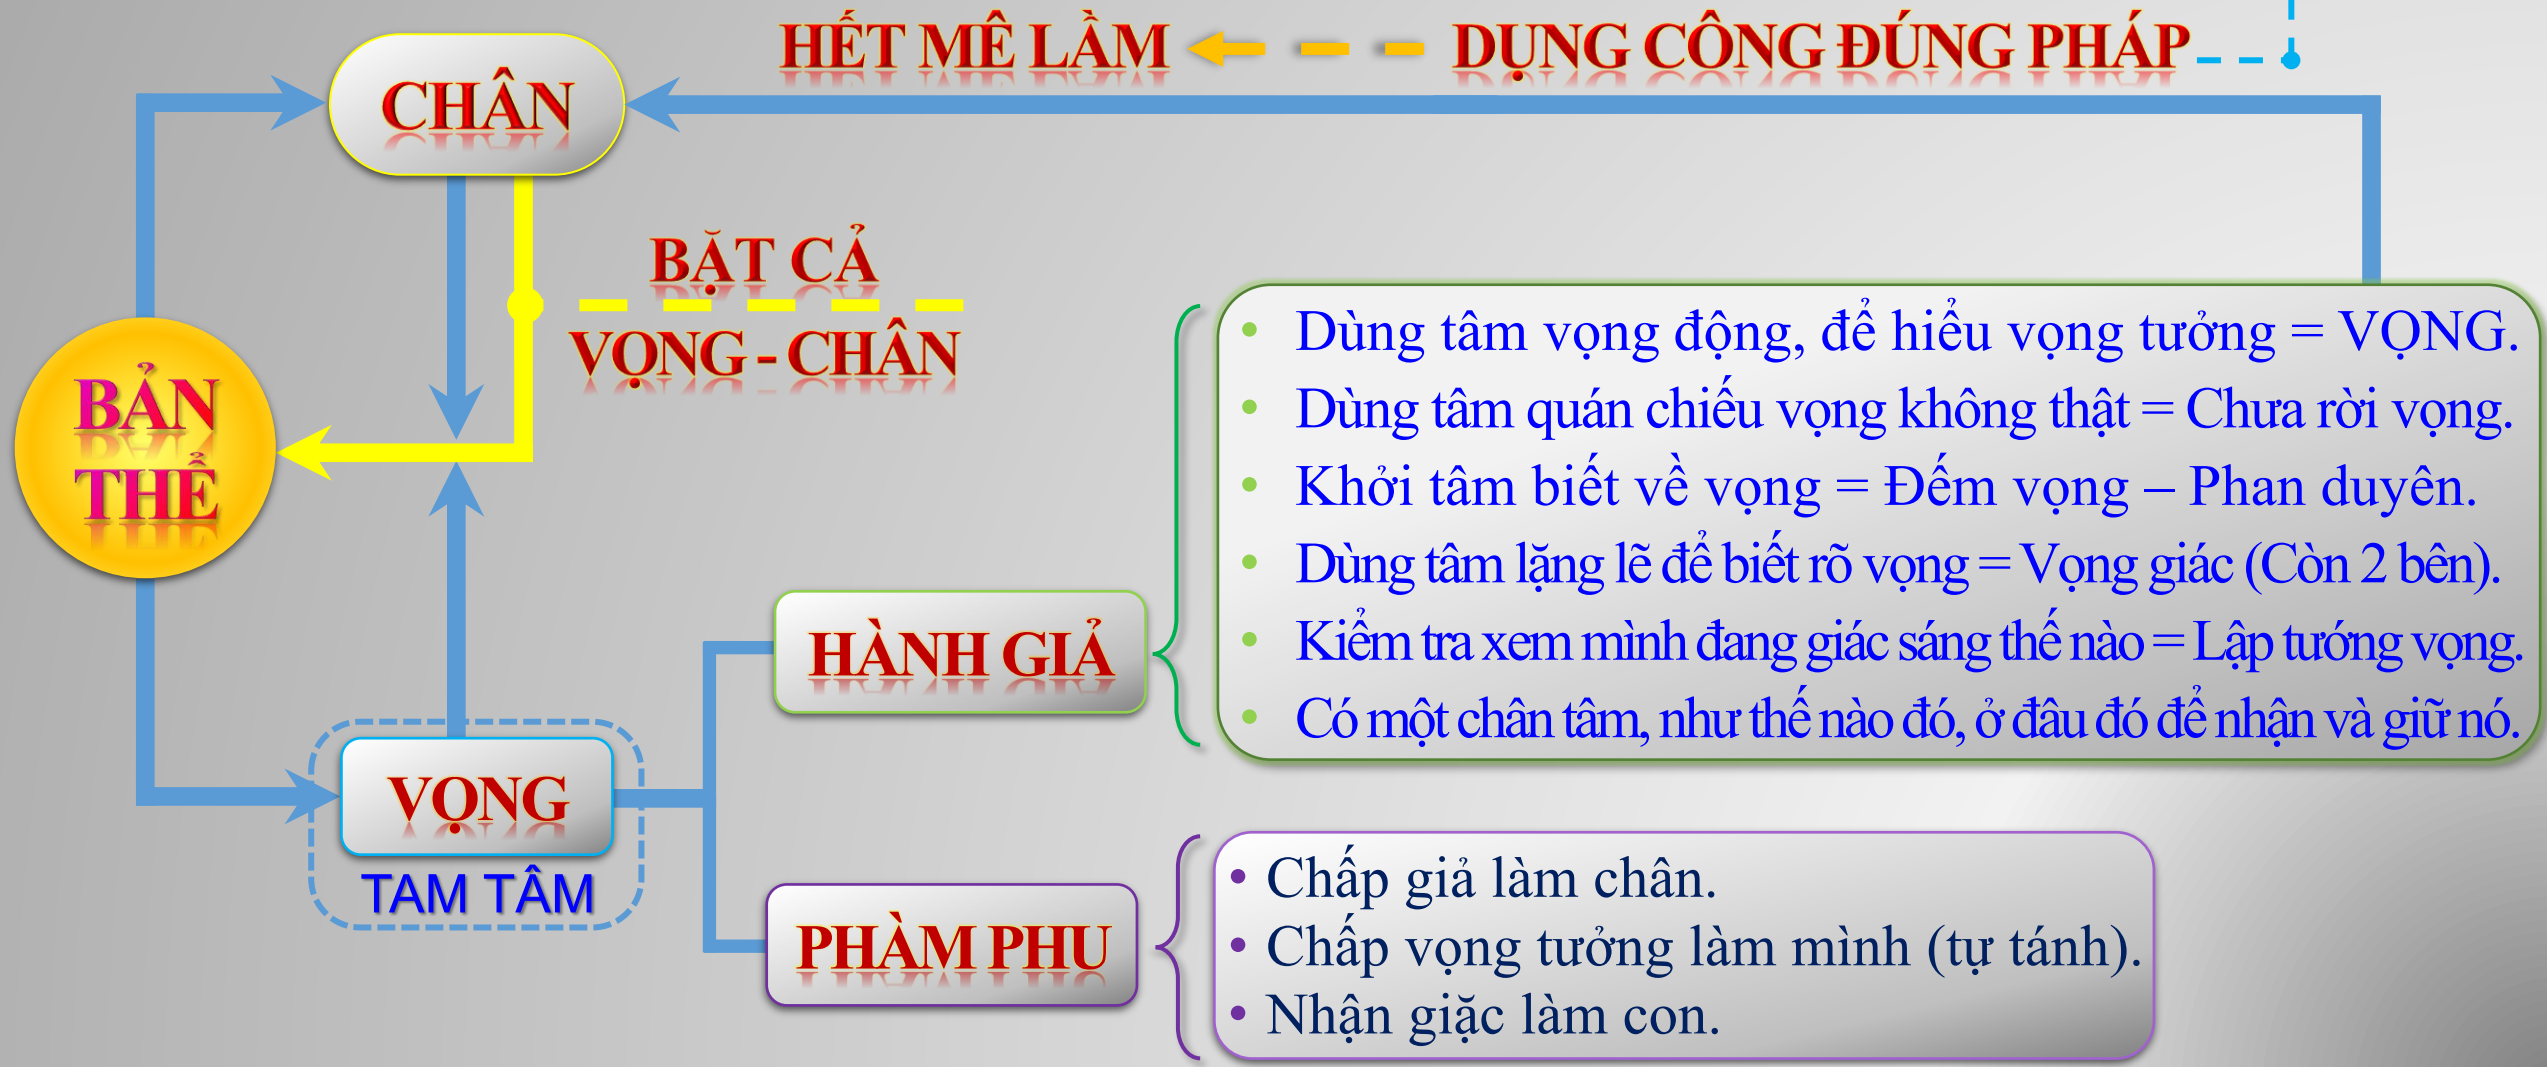 HẾT MÊ LẦM
DỤNG CÔNG ĐÚNG PHÁP
CHÂN
BẶT CẢ
VỌNG - CHÂN
BẢN
THỂ
• Dùng tâm vọng động, để hiểu vọng tưởng = VỌNG.
• Dùng tâm quán chiếu vọng không thật = Chưa rời vọng.
• Khởi tâm biết về vọng = Đếm vọng – Phan duyên.
• Dùng tâm lặng lẽ để biết rõ vọng = Vọng giác (Còn 2 bên).
• Kiểm tra xem mình đang giác sáng thế nào = Lập tướng vọng.
• Có một chân tâm, như thế nào đó, ở đâu đó để nhận và giữ nó.
HÀNH GIẢ
VỌNG
TAM TÂM
PHÀM PHU
• Chấp giả làm chân.
• Chấp vọng tưởng làm mình (tự tánh).
• Nhận giặc làm con.